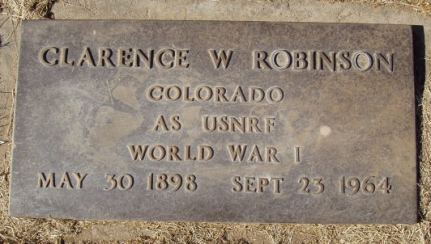 CLARENCE W ROBINSON
COLORADO
AS USNRF
WORLD WAR I
MAY 30 1898 SEPT 23 1964